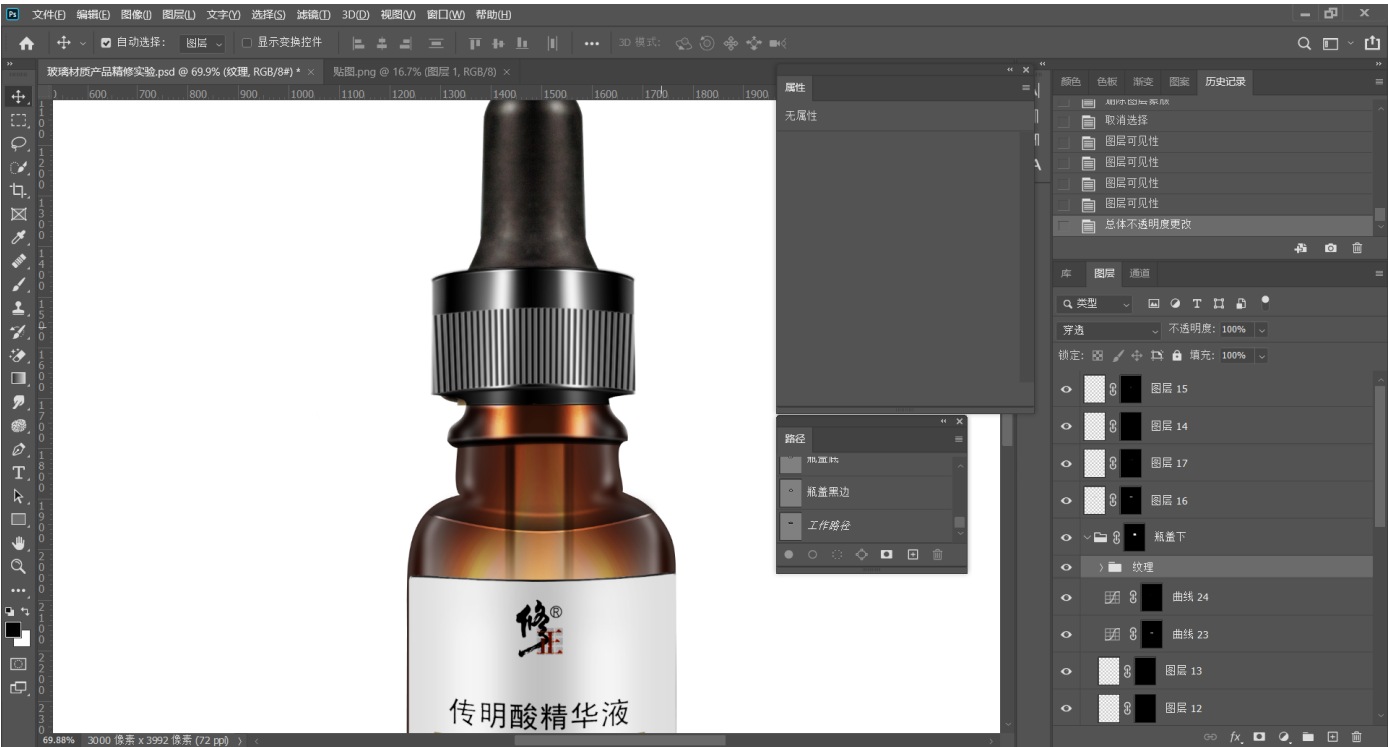 文件(F) 编辑(E) 图像(I) 图层(L) 文字(Y) 选择(S) 滤镜(T) 3D(D) 视图(V) 窗口(W) 帮助(H)
自动选择: 图层 显示变换控件 3D 模式:
玻璃材质产品精修实验.psd @ 69.9% (纹理, RGB/8#) * ×
贴图.png @ 16.7% (图层 1, RGB/8) ×
600 700 800 900 1000 1100 1200 1300 1400 1500 1600 1700 1800 1900
属性
无属性
颜色 色板 渐变 图案 历史记录
取消选择
图层可见性
图层可见性
图层可见性
图层可见性
总体不透明度更改
库 图层 通道
类型
穿透 不透明度: 100%
锁定: 填充: 100%
图层 15
图层 14
图层 17
图层 16
瓶盖下
纹理
曲线 24
曲线 23
图层 13
图层 12
路径
瓶盖底
瓶盖黑边
工作路径
修正®
传明酸精华液
69.88% 3000 像素 x 3992 像素 (72 ppi)